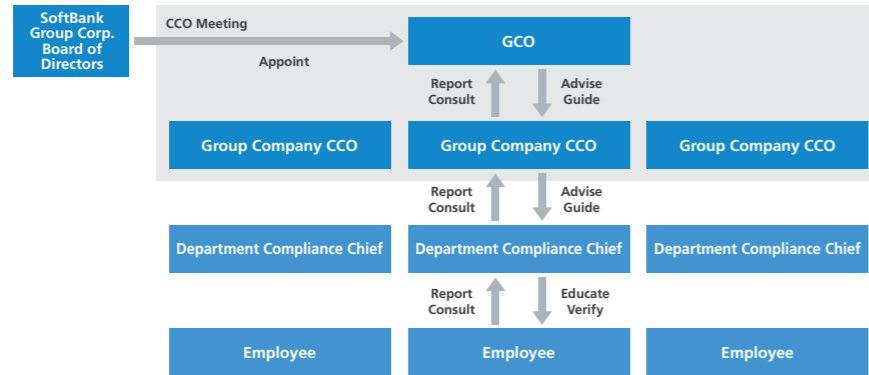 SoftBank
Group Corp.
Board of
Directors
CCO Meeting
Appoint
GCO
Report
Consult
Advise
Guide
Group Company CCO
Group Company CCO
Group Company CCO
Report
Consult
Advise
Guide
Department Compliance Chief
Department Compliance Chief
Department Compliance Chief
Report
Consult
Educate
Verify
Employee
Employee
Employee